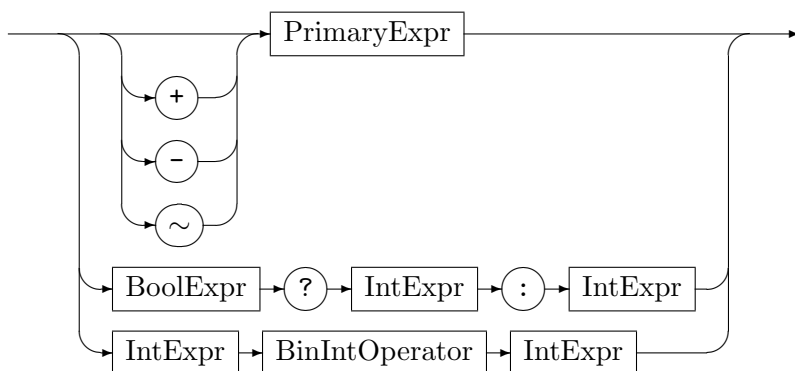 PrimaryExpr
+
-
~
BoolExpr ? IntExpr : IntExpr
IntExpr BinIntOperator IntExpr